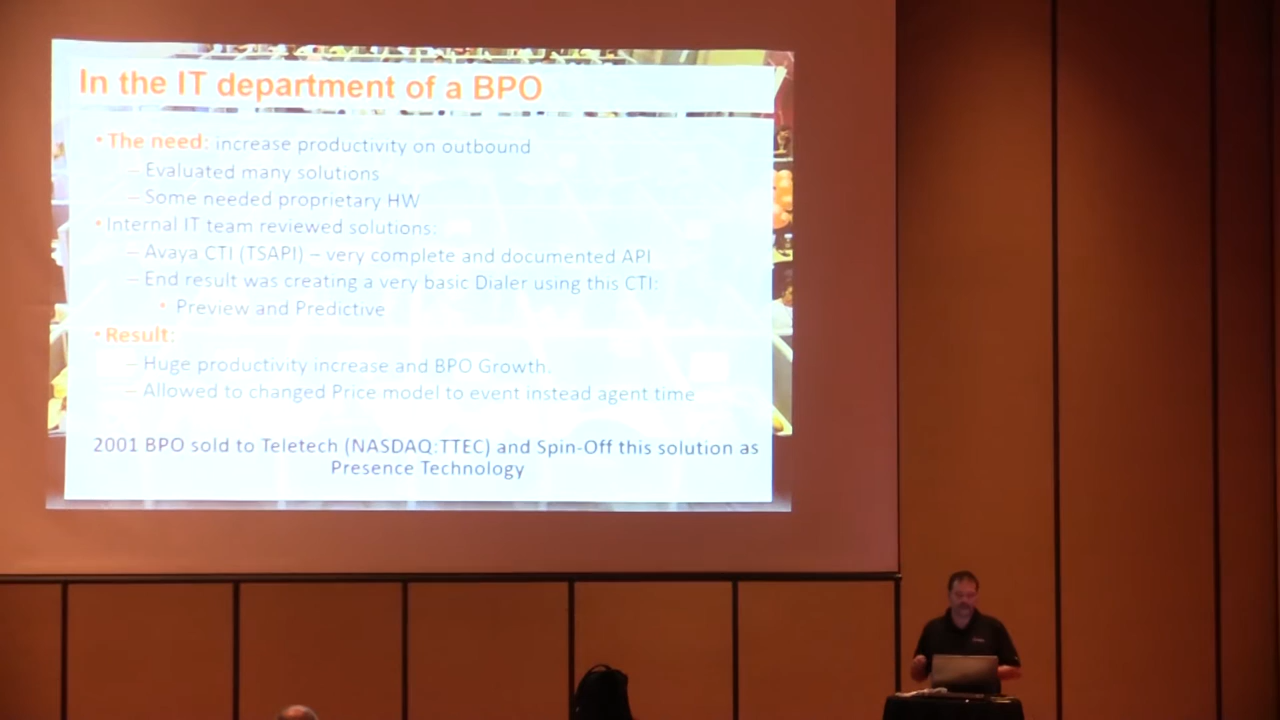 In the IT department of a BPO
• The need: increase productivity on outbound
– Evaluated many solutions
– Some needed proprietary HW
• Internal IT team reviewed solutions:
– Avaya CTI (TSAPI) – very complete and documented API
– End result was creating a very basic Dialer using this CTI:
• Preview and Predictive
• Result:
– Huge productivity increase and BPO Growth.
– Allowed to changed Price model to event instead agent time
2001 BPO sold to Teletech (NASDAQ:TTEC) and Spin-Off this solution as
Presence Technology